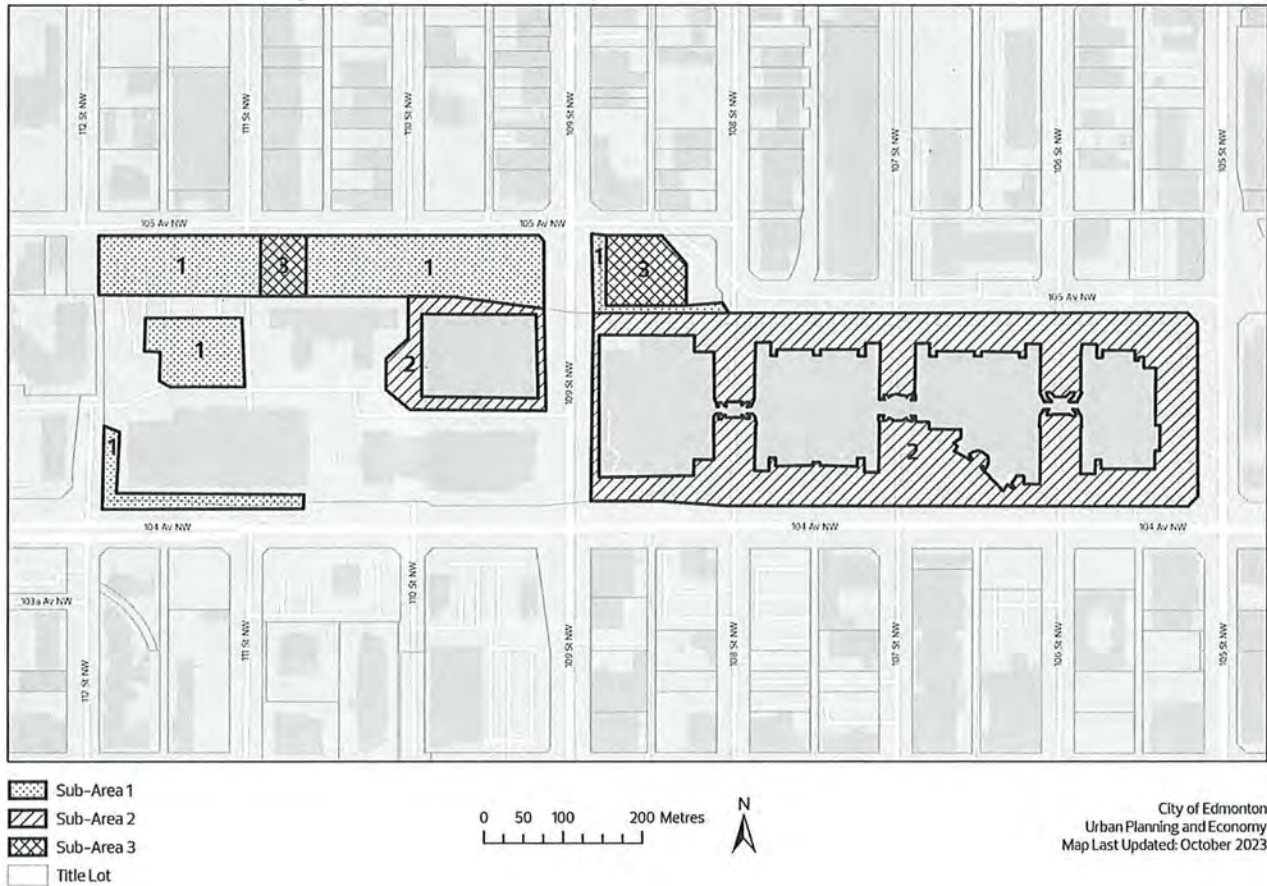 112 St NW
111 St NW
110 St NW
109 St NW
108 St NW
107 St NW
106 St NW
105 St NW
105 Av NW
105 Av NW
1
3
1
1
3
105 Av NW
1
2
109 St NW
2
1
104 Av NW
104 Av NW
104 Av NW
103a Av NW
112 St NW
111 St NW
110 St NW
109 St NW
108 St NW
107 St NW
106 St NW
105 St NW
Sub-Area 1
Sub-Area 2
Sub-Area 3
Title Lot
0 50 100 200 Metres
N
City of Edmonton
Urban Planning and Economy
Map Last Updated: October 2023